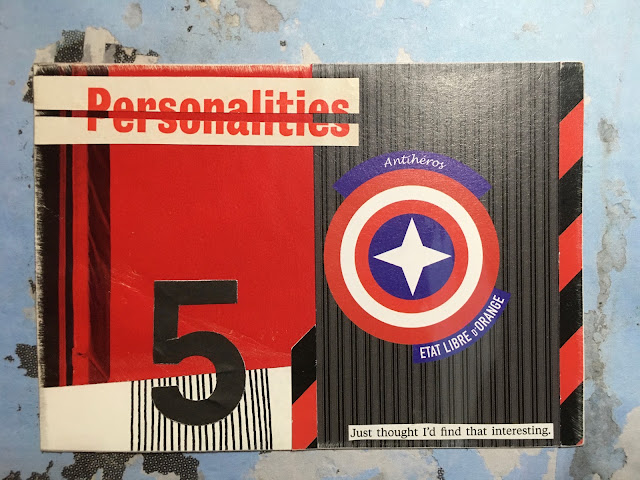 Personalities
Antihéros
5
ETAT LIBRE D'ORANGE
Just thought I'd find that interesting.